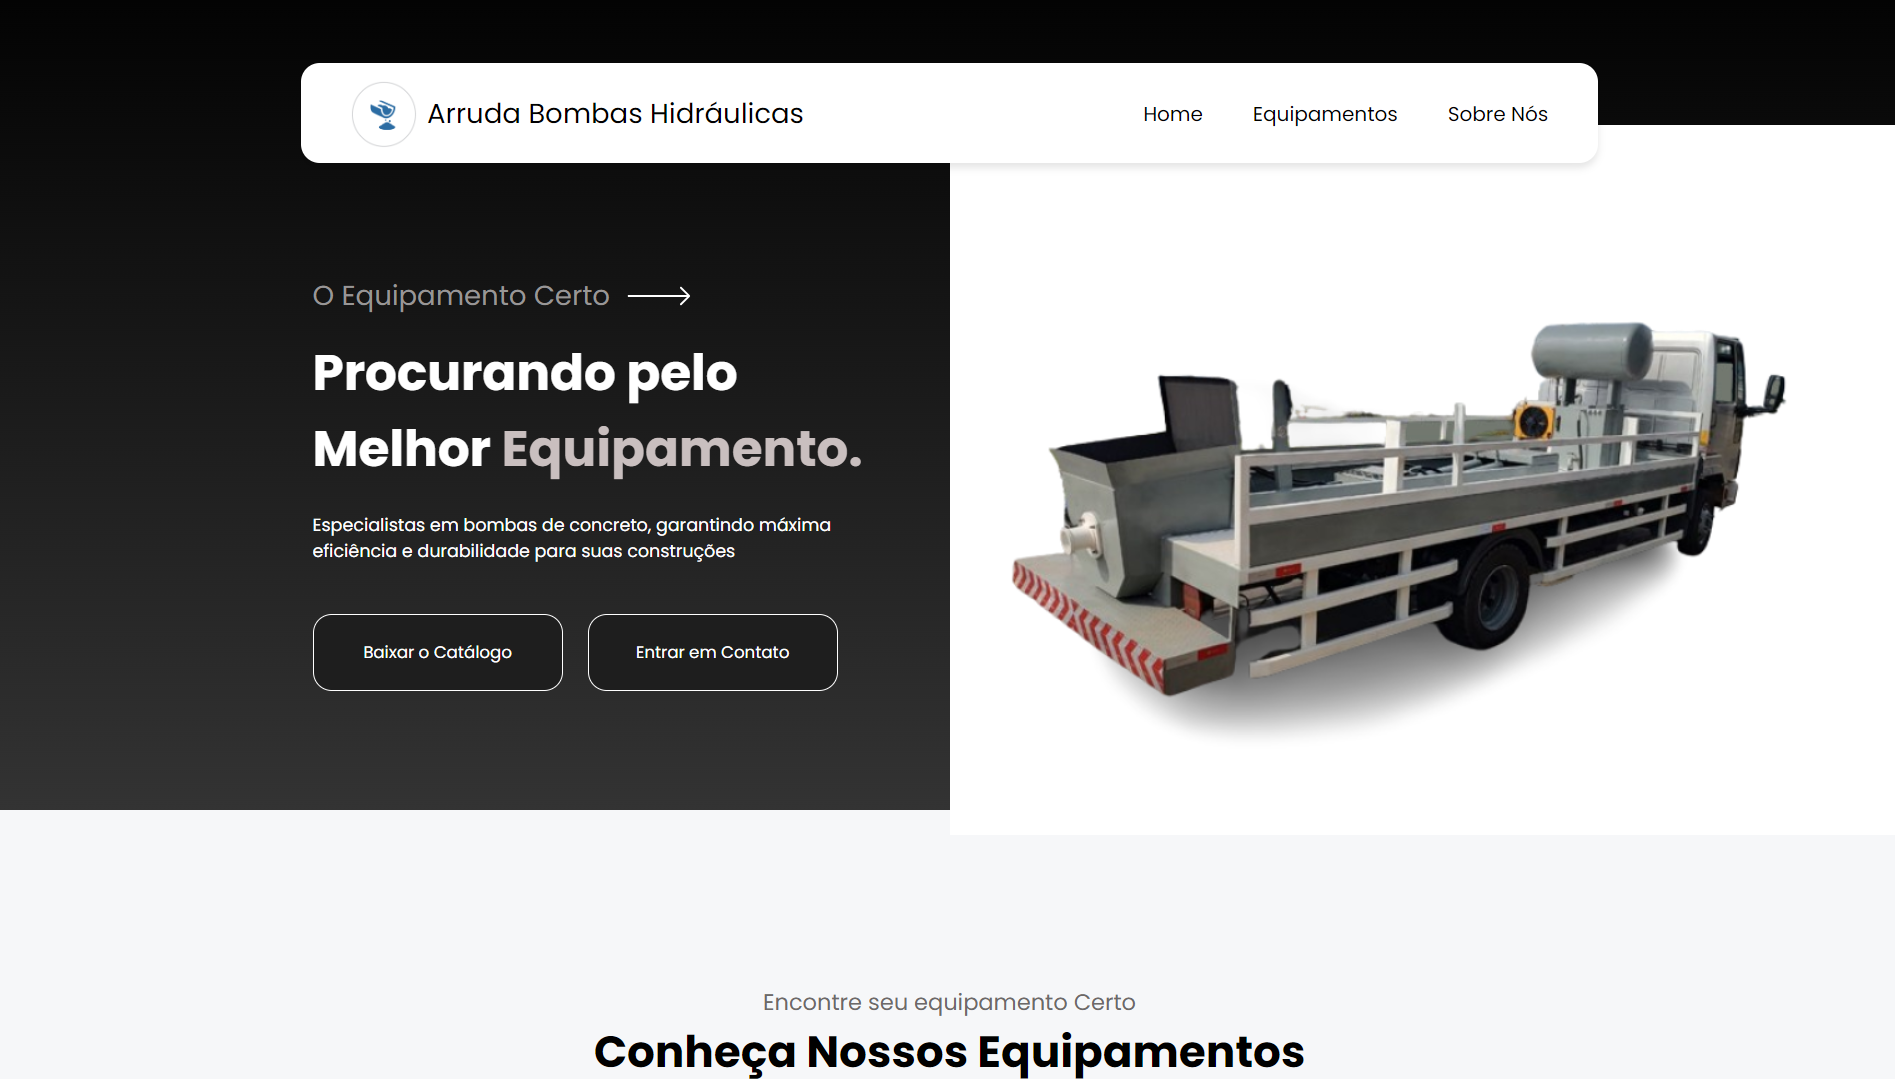 Arruda Bombas Hidráulicas
Home
Equipamentos
Sobre Nós
O Equipamento Certo
Procurando pelo
Melhor Equipamento.
Especialistas em bombas de concreto, garantindo máxima
eficiência e durabilidade para suas construções
Baixar o Catálogo
Entrar em Contato
Encontre seu equipamento Certo
Conheça Nossos Equipamentos